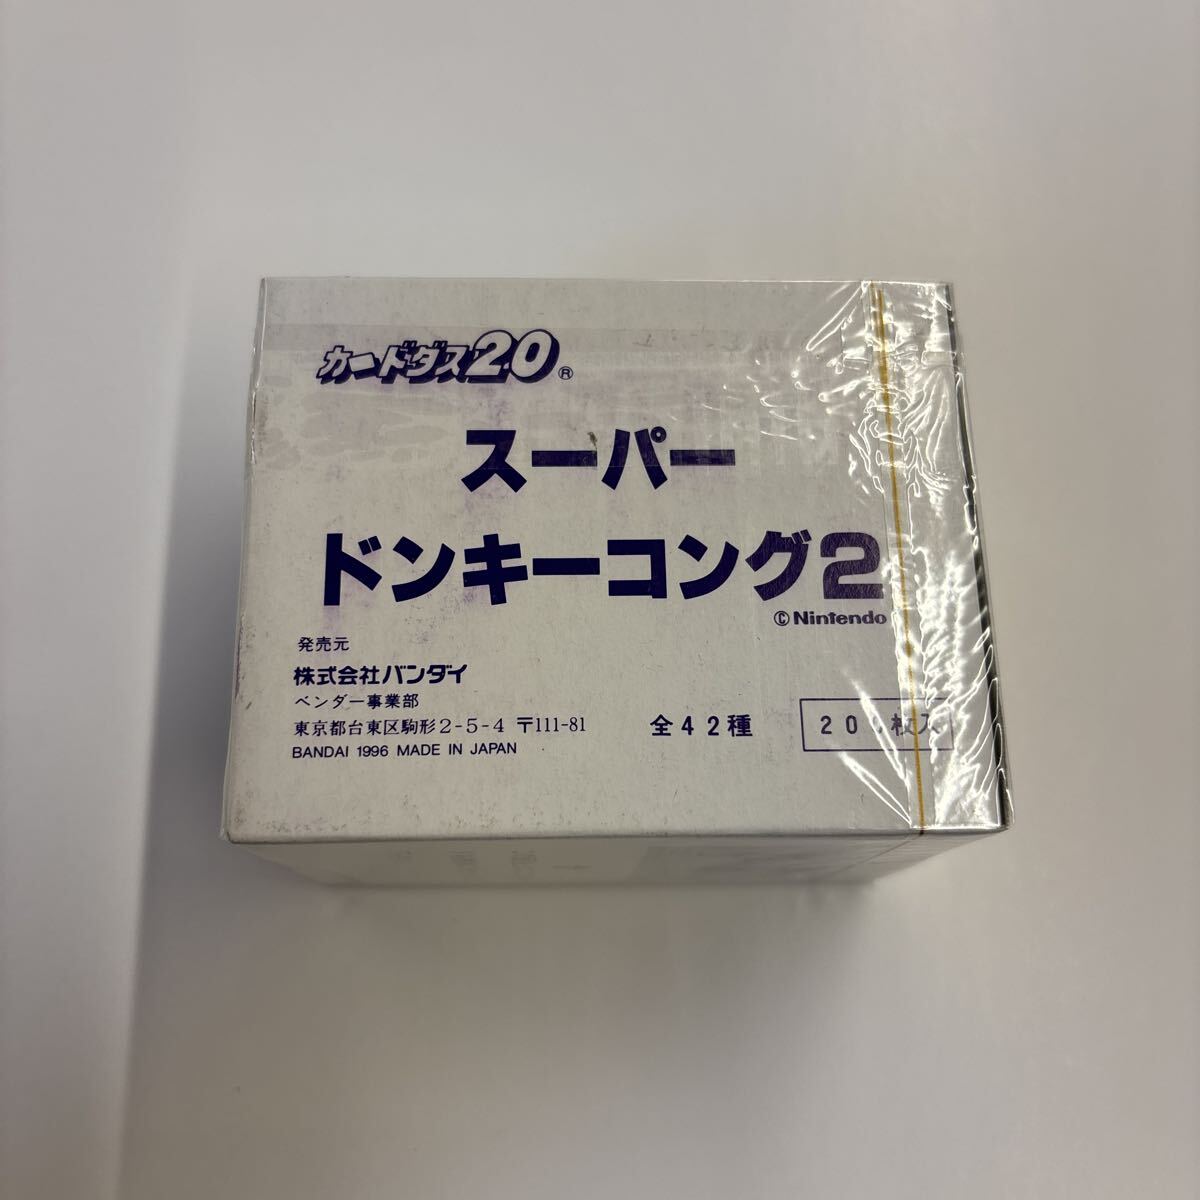 カードダス20®
スーパー
ドンキーコング2
©Nintendo
発売元
株式会社バンダイ
ベンダー事業部
東京都台東区駒形2-5-4 〒111-81
BANDAI 1996 MADE IN JAPAN
全42種
枚入